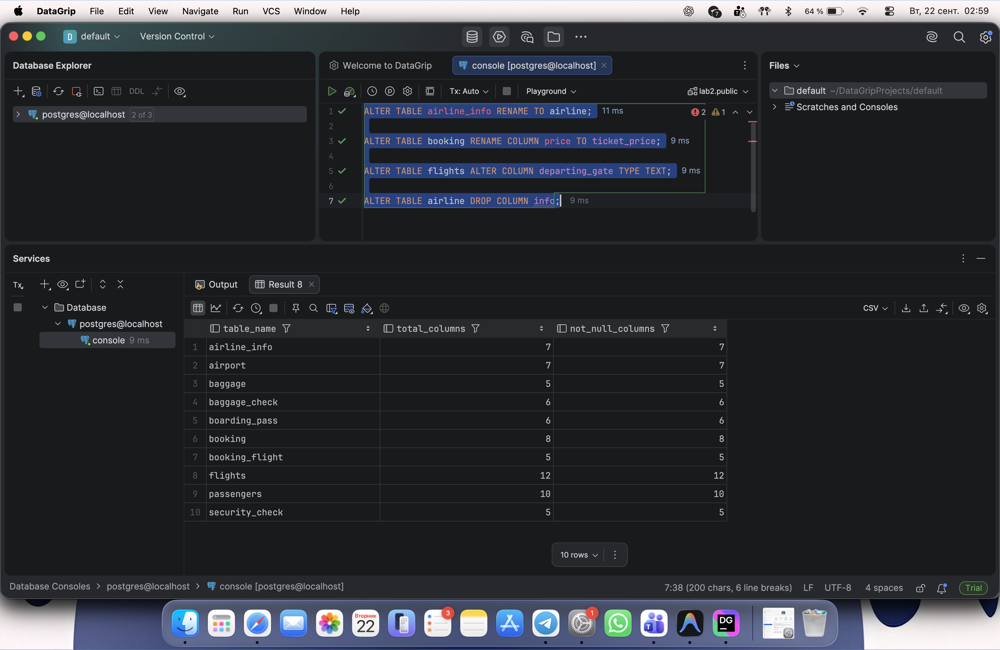 DataGrip File Edit View Navigate Run VCS Window Help 7 64 % Вт, 22 сент. 02:59
D default Version Control
Database Explorer
DDL
postgres@localhost 2 of 3
Welcome to DataGrip console [postgres@localhost]
Tx: Auto Playground lab2.public
1 ALTER TABLE airline_info RENAME TO airline; 11 ms 2 1
2
3 ALTER TABLE booking RENAME COLUMN price TO ticket_price; 9 ms
4
5 ALTER TABLE flights ALTER COLUMN departing_gate TYPE TEXT; 9 ms
6
7 ALTER TABLE airline DROP COLUMN info; 9 ms
Files
default ~/DataGripProjects/default
Scratches and Consoles
Services
Tx
Database
postgres@localhost
console 9 ms
Output Result 8
CSV
table_name total_columns not_null_columns
1 airline_info 7 7
2 airport 7 7
3 baggage 5 5
4 baggage_check 6 6
5 boarding_pass 6 6
6 booking 8 8
7 booking_flight 5 5
8 flights 12 12
9 passengers 10 10
10 security_check 5 5
10 rows
Database Consoles postgres@localhost console [postgres@localhost] 7:38 (200 chars, 6 line breaks) LF UTF-8 4 spaces Trial
Вторник
22
3
1
T
DG